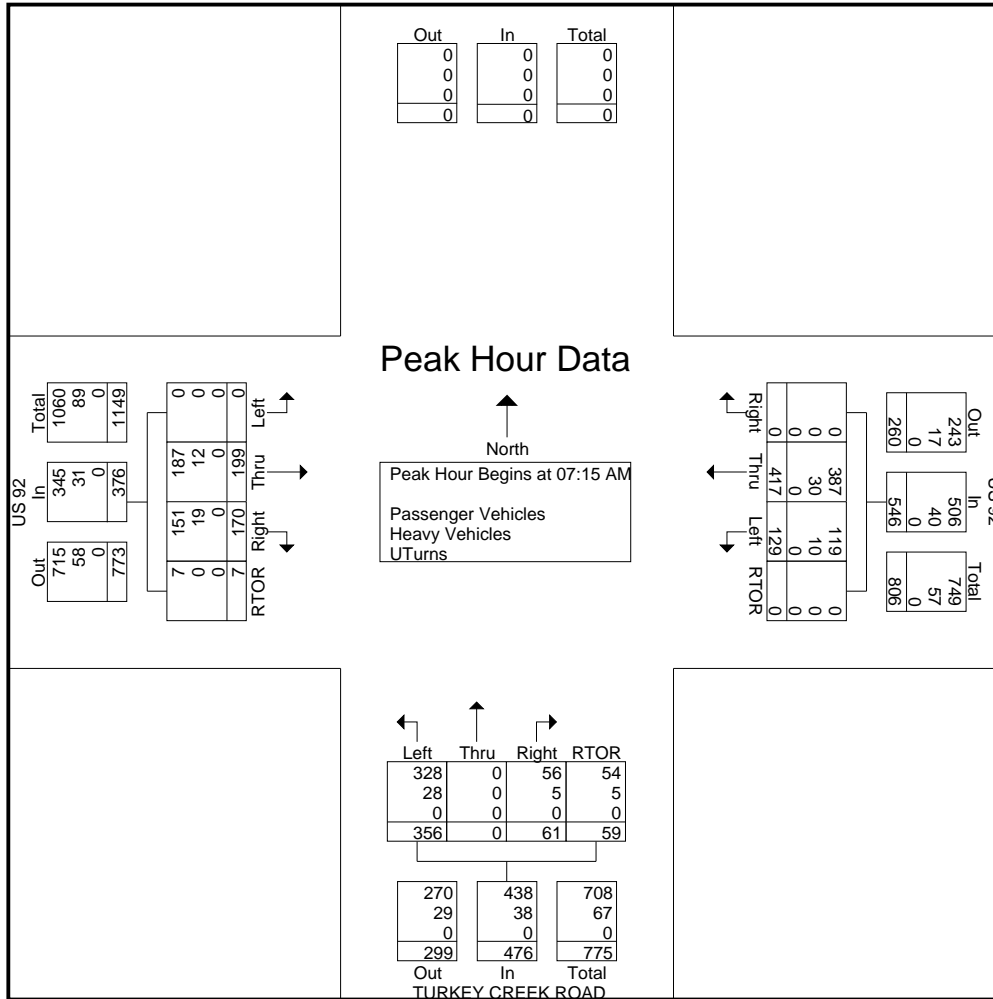 Out In Total
0 0 0
0 0 0
0 0 0
0 0 0
Peak Hour Data
North
Peak Hour Begins at 07:15 AM
Passenger Vehicles
Heavy Vehicles
UTurns
US 92
Out In Total
715 345 1060
58 31 89
0 0 0
773 376 1149
RTOR Right Thru Left
7 151 187 0
0 19 12 0
0 0 0 0
7 170 199 0
Right Thru Left RTOR
0 387 119 0
0 30 10 0
0 0 0 0
0 417 129 0
Out In Total
243 506 749
17 40 57
0 0 0
260 546 806
Left Thru Right RTOR
328 0 56 54
28 0 5 5
0 0 0 0
356 0 61 59
270 438 708
29 38 67
0 0 0
299 476 775
Out In Total
TURKEY CREEK ROAD